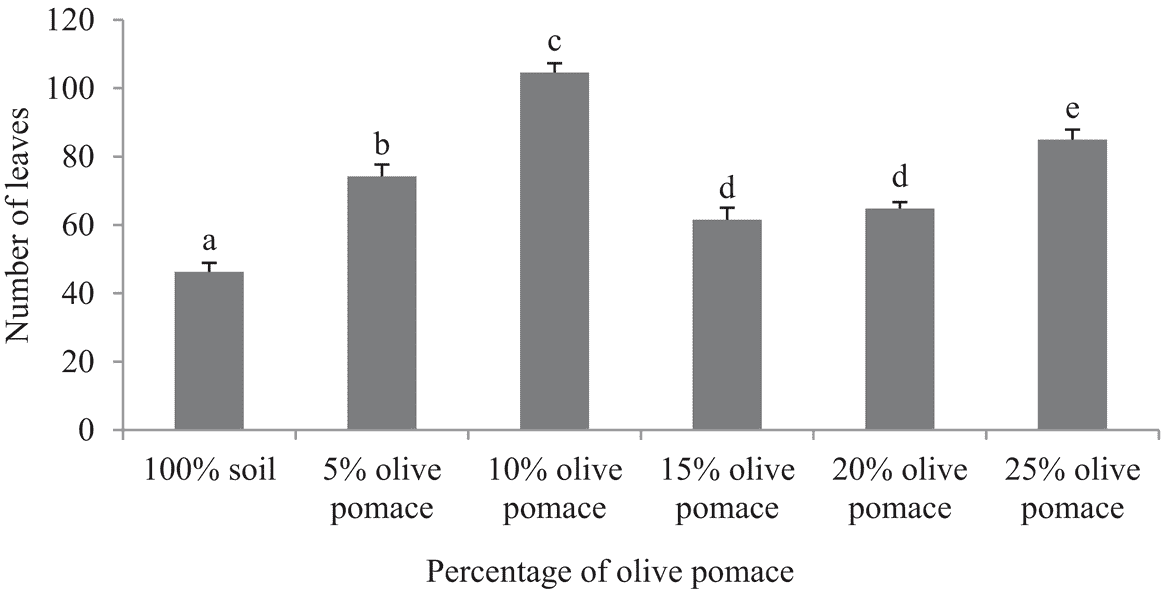 120
100
80
60
40
20
0
Number of leaves
a
b
c
d
d
e
100% soil
5% olive
pomace
10% olive
pomace
15% olive
pomace
20% olive
pomace
25% olive
pomace
Percentage of olive pomace